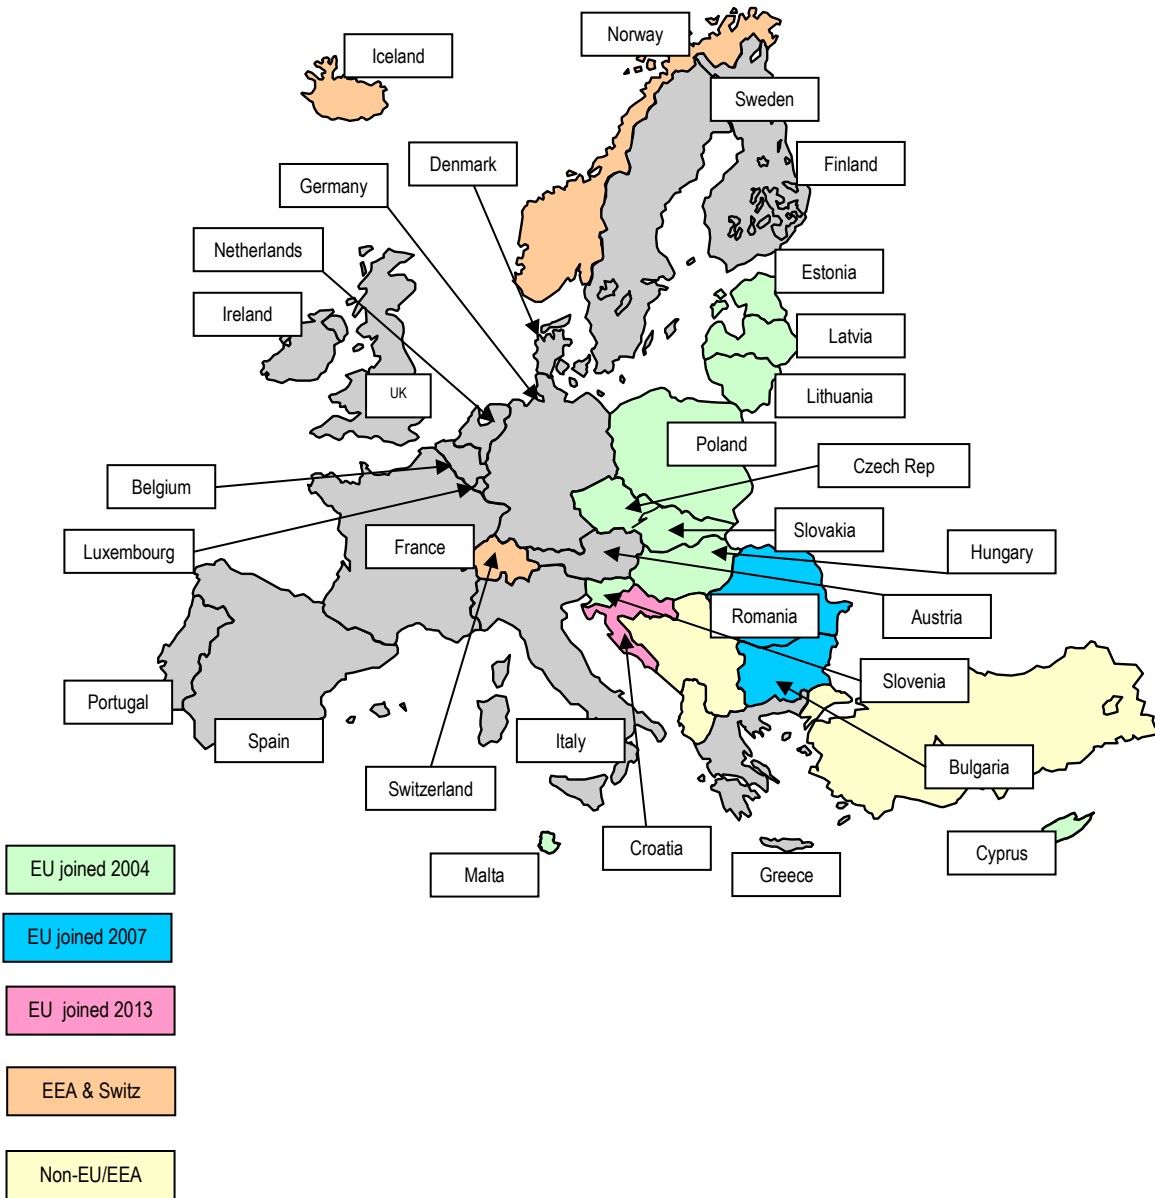 Norway
Iceland
Sweden
Denmark
Finland
Germany
Netherlands
Estonia
Ireland
Latvia
UK
Lithuania
Poland
Czech Rep
Belgium
Slovakia
France
Luxembourg
Hungary
Romania
Austria
Slovenia
Portugal
Spain
Italy
Bulgaria
Switzerland
Croatia
Cyprus
Malta
Greece
EU joined 2004
EU joined 2007
EU  joined 2013
EEA & Switz
Non-EU/EEA